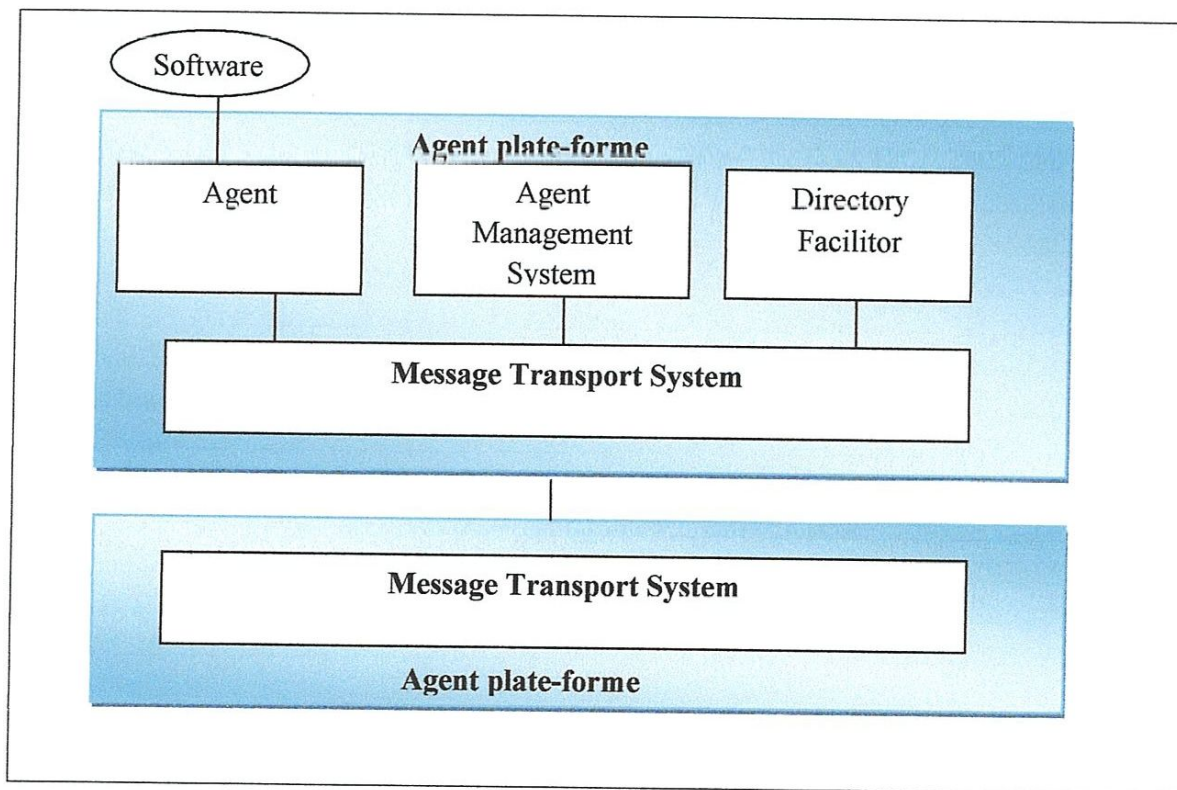 Software
Agent plate-forme
Agent
Agent
Management
System
Directory
Facilitor
Message Transport System
Message Transport System
Agent plate-forme